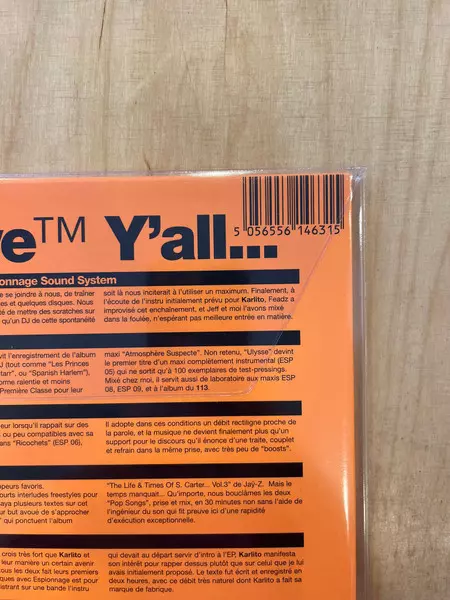 5 056556 146315
ve™ Y'all...
onnage Sound System
se joindre à nous, de traîner
es et quelques disques. Nous
té de mettre des scratches sur
qu'un DJ de cette spontanéité
soit là nous inciterait à l'utiliser un maximum. Finalement, à
l'écoute de l'instru initialement prévu pour Karlito, Feadz a
improvisé cet enchaînement, et Jeff et moi l'avons mixé
dans la foulée, n'espérant pas meilleure entrée en matière.
vit l'enregistrement de l'album
J (tout comme "Les Princes
tarr", ou "Spanish Harlem").
orme ralentie et moins
Première Classe pour leur
maxi "Atmosphère Suspecte". Non retenu, "Ulysse" devint
le premier maxi 12" complètement instrumental (ESP
05) qui ne sortit qu'à 100 exemplaires de test-pressings.
Mixé chez moi, il servit aussi de laboratoire aux maxis ESP
08, ESP 09, et à l'album du 113.
eur lorsqu'il rappait sur des
ou peu compatibles avec sa
ans "Ricochets" (ESP 06),
Il adopte dans ces conditions un débit rectiligne proche de
la parole, et la musique ne devient finalement plus qu'un
support pour le discours qu'il énonce d'une traite, couplet
et refrain dans la même prise, avec très peu de "boosts".
ppeurs favoris.
ourts interludes freestyles pour
saya plusieurs textes sur cet
our but avoué de s'approcher
" qui ponctuent l'album
"The Life & Times Of S. Carter... Vol.3" de Jaÿ-Z. Mais le
temps manquait... Qu'importe, nous bouclâmes les deux
"Pop Songs", prise et mix, en 30 minutes non sans l'aide de
l'ingénieur du son qui fit preuve ici d'une rapidité
d'exécution exceptionnelle.
crois très fort que Karlito et
eur manière un certain avenir
tous les deux fait leurs premiers
ques avec Espionnage est pour
distrait sur une bande l'instru
qui devait au départ servir d'intro à l'EP, Karlito manifesta
son intérêt pour rapper dessus plutôt que sur celui que je lui
avais initialement proposé. Le texte fut écrit et enregistré en
deux heures, avec ce débit très naturel dont Karlito a fait sa
marque de fabrique.